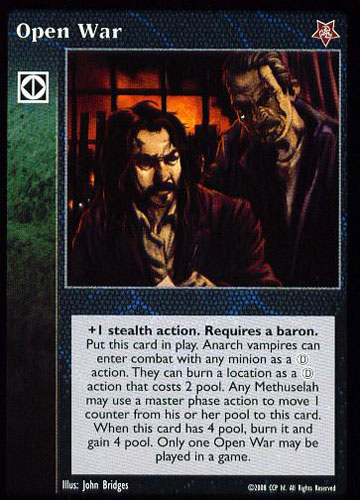 Open War
+1 stealth action. Requires a baron.
Put this card in play. Anarch vampires can
enter combat with any minion as a Ⓓ
action. They can burn a location as a Ⓓ
action that costs 2 pool. Any Methuselah
may use a master phase action to move 1
counter from his or her pool to this card.
When this card has 4 pool, burn it and
gain 4 pool. Only one Open War may be
played in a game.
Illus: John Bridges ©2008 CCP hf. All Rights Reserved